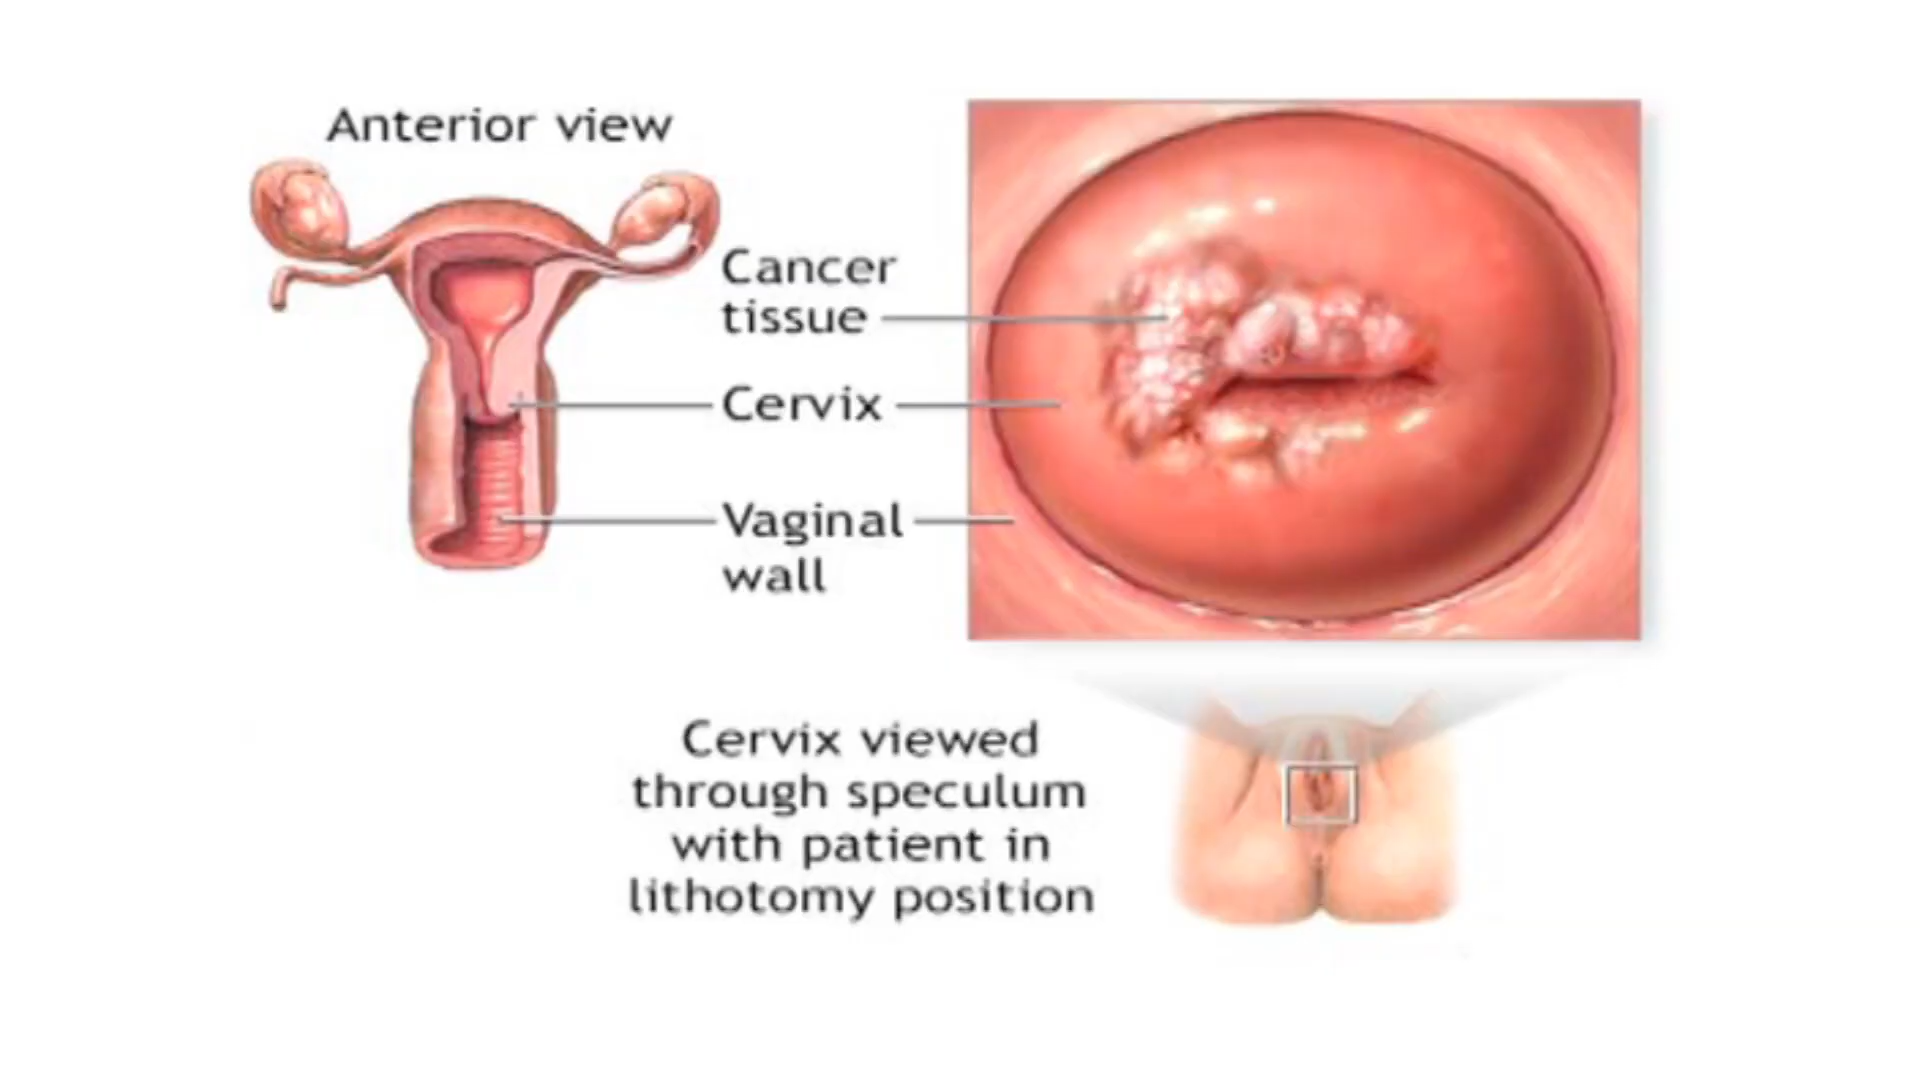 Anterior view
Cancer
tissue
Cervix
Vaginal
wall
Cervix viewed
through speculum
with patient in
lithotomy position